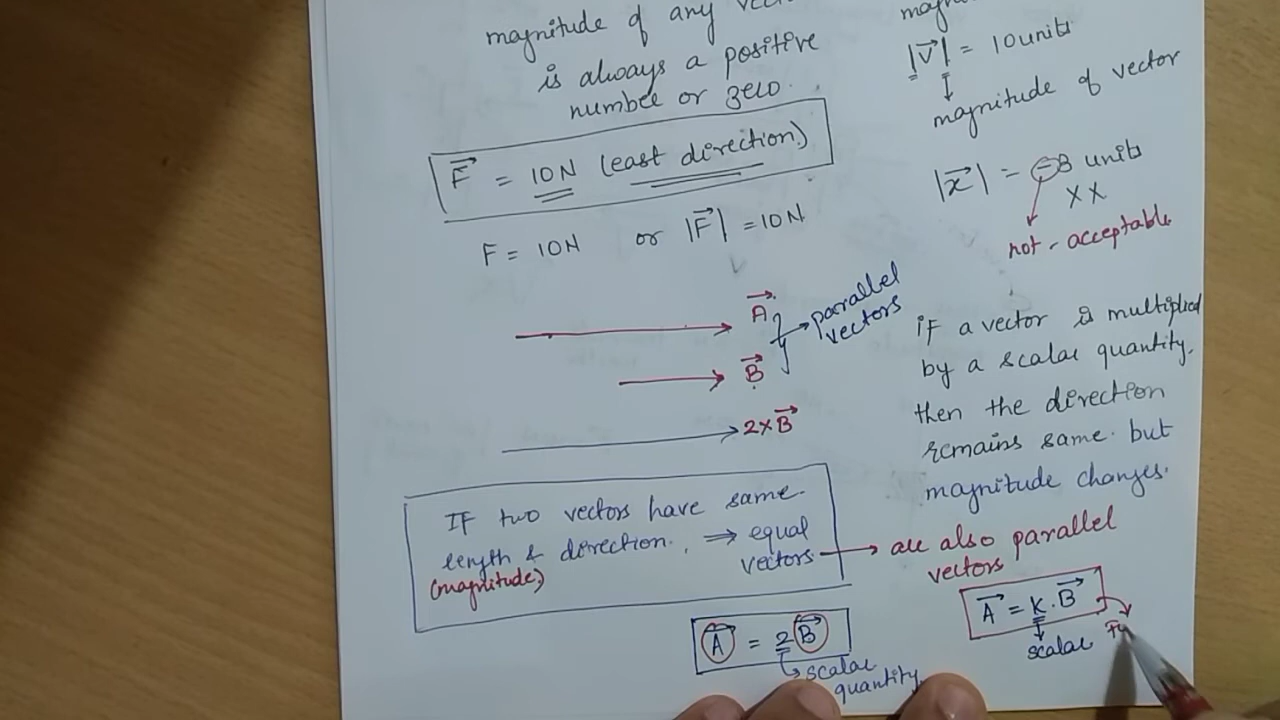 magnitude of any
is always a positive
number or zero.
F = 10N (east direction)
F = 10N or |F| = 10N
A
B
parallel
vectors
2×B
IF two vectors have same
length & direction. ⇒ equal
(magnitude)
vectors
A = 2B
scalar
quantity
|V| = 10 units
magnitude of vector
|x| = -8 units
××
not - acceptable
IF a vector is multiplied
by a scalar quantity.
then the direction
remains same but
magnitude changes.
are also parallel
vectors
A = K.B
scalar